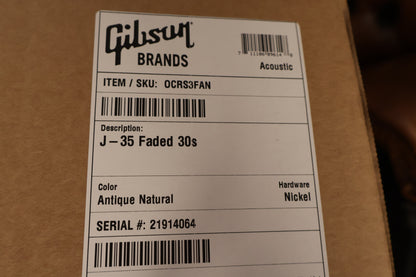 Gibson
BRANDS
Acoustic
ITEM / SKU: OCRS3FAN
Description:
J-35 Faded 30s
Color
Hardware
Antique Natural
Nickel
SERIAL #: 21914064